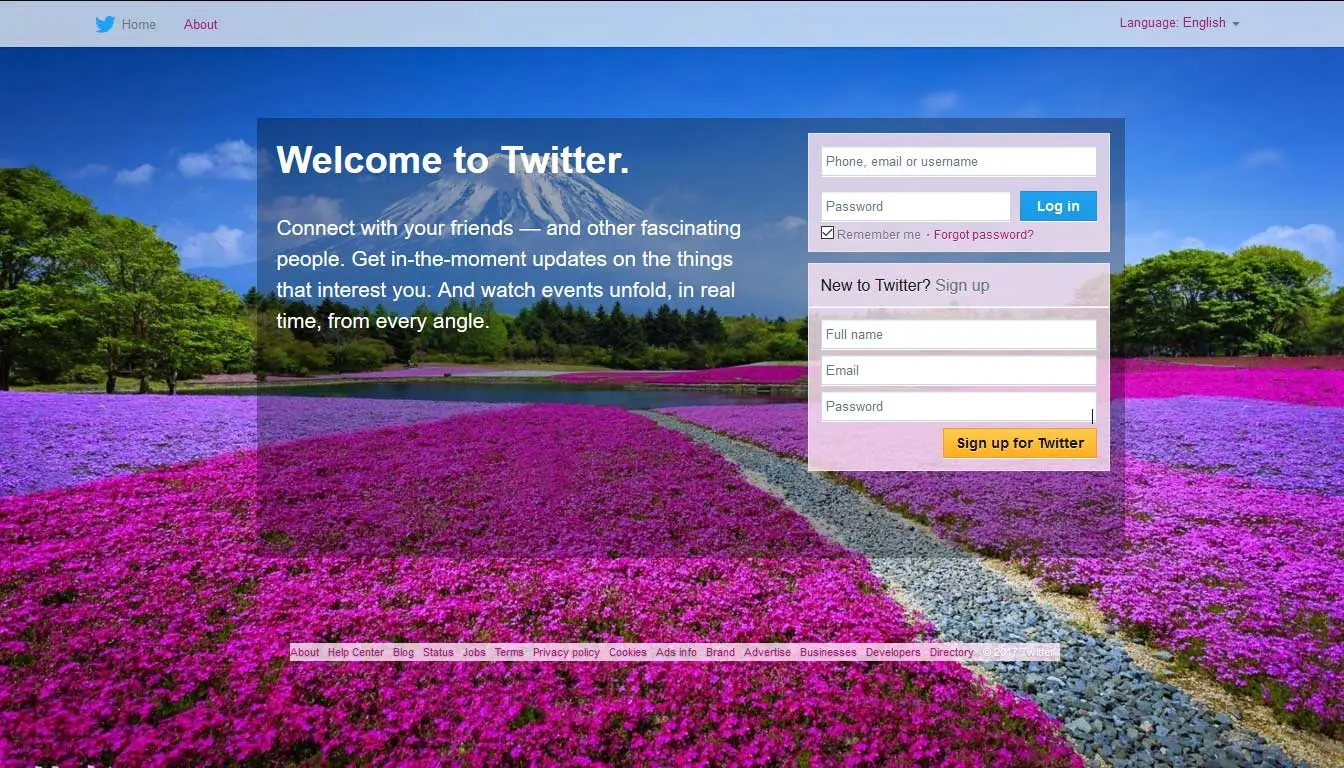 Home About Language: English
Welcome to Twitter.
Connect with your friends — and other fascinating
people. Get in-the-moment updates on the things
that interest you. And watch events unfold, in real
time, from every angle.
Phone, email or username
Password Log in
Remember me · Forgot password?
New to Twitter? Sign up
Full name
Email
Password
Sign up for Twitter
About Help Center Blog Status Jobs Terms Privacy policy Cookies Ads info Brand Advertise Businesses Developers Directory © 2017 Twitter